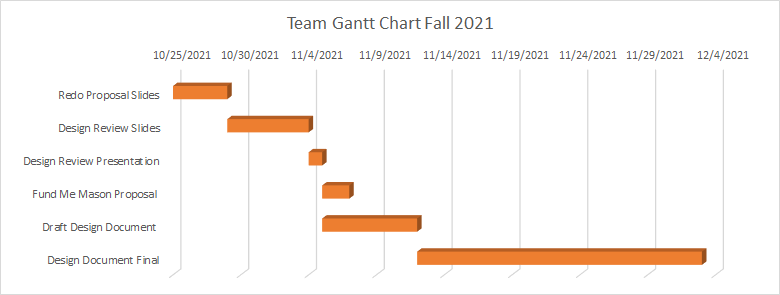 Team Gantt Chart Fall 2021
10/25/2021 10/30/2021 11/4/2021 11/9/2021 11/14/2021 11/19/2021 11/24/2021 11/29/2021 12/4/2021
Redo Proposal Slides
Design Review Slides
Design Review Presentation
Fund Me Mason Proposal
Draft Design Document
Design Document Final